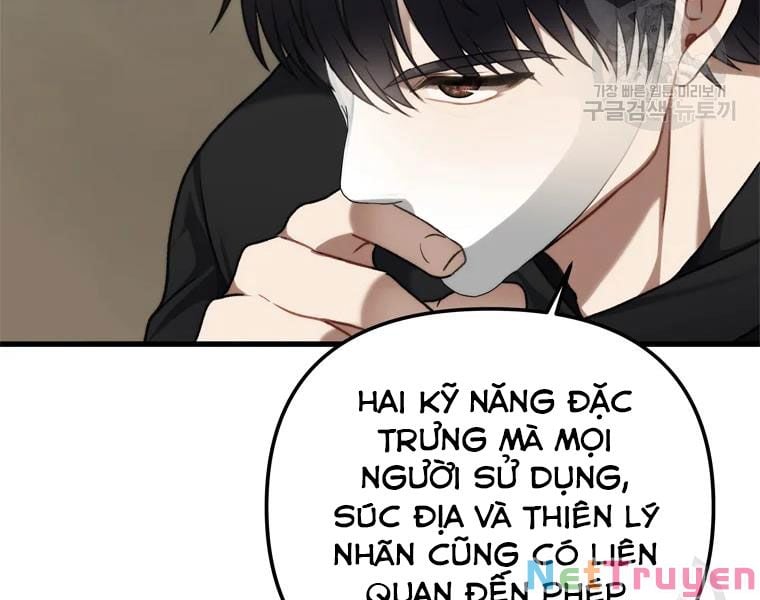 가장 빠른 웹툰 미리보기
구글검색 뉴토끼
HAI KỸ NĂNG ĐẶC
TRƯNG MÀ MỌI
NGƯỜI SỬ DỤNG,
SÚC ĐỊA VÀ THIÊN LÝ
NHÃN CŨNG CÓ LIÊN
QUAN ĐẾN PHÉP
NetTruyen